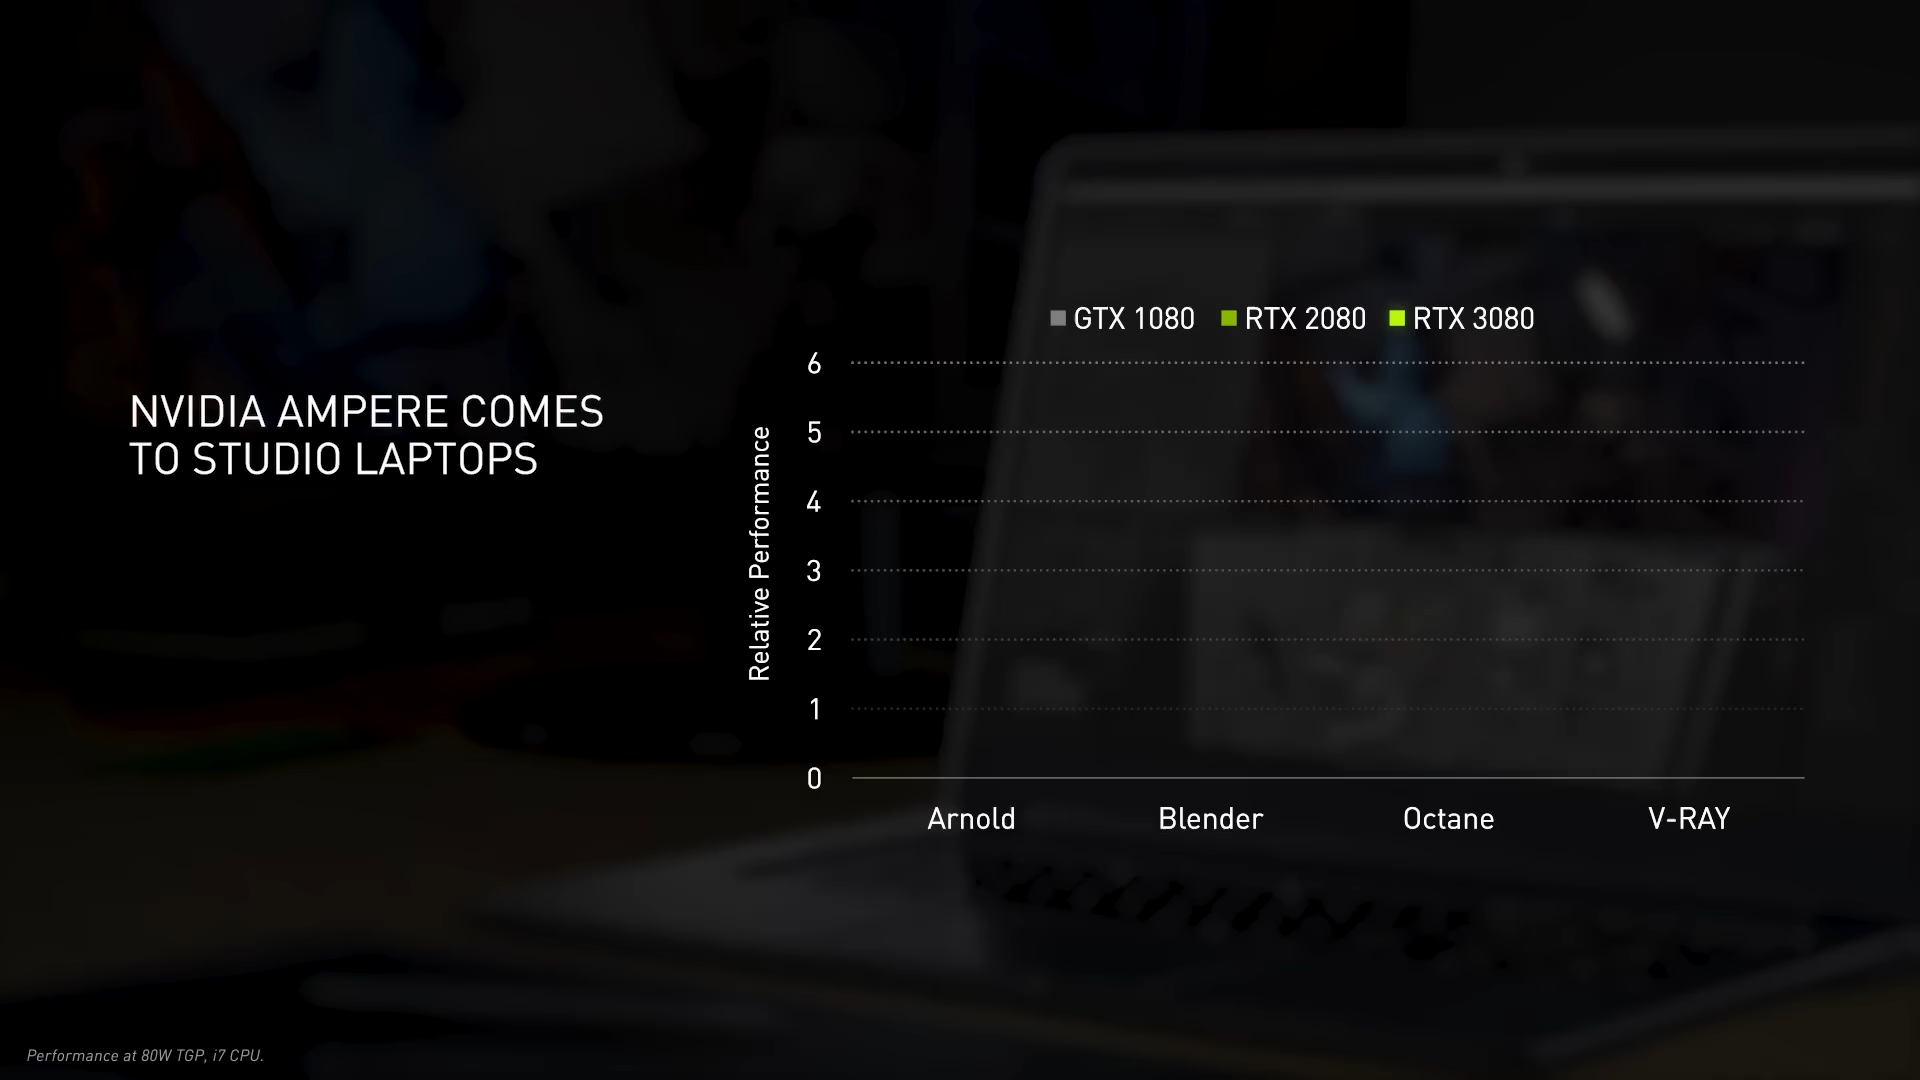 NVIDIA AMPERE COMES
TO STUDIO LAPTOPS
GTX 1080 RTX 2080 RTX 3080
Relative Performance
6
5
4
3
2
1
0
Arnold Blender Octane V-RAY
Performance at 80W TGP, i7 CPU.